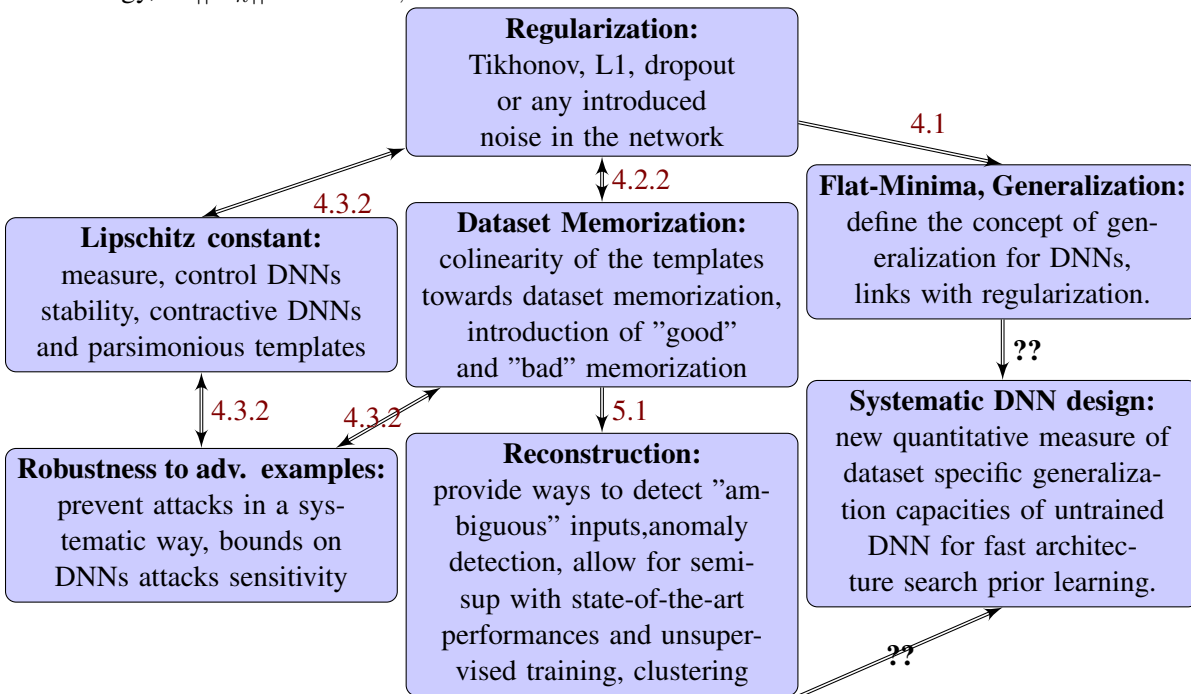 Regularization:
Tikhonov, L1, dropout
or any introduced
noise in the network
4.1
4.3.2
4.2.2
Flat-Minima, Generalization:
define the concept of gen-
eralization for DNNs,
links with regularization.
Lipschitz constant:
measure, control DNNs
stability, contractive DNNs
and parsimonious templates
Dataset Memorization:
colinearity of the templates
towards dataset memorization,
introduction of ”good”
and ”bad” memorization
??
4.3.2
4.3.2
5.1
Systematic DNN design:
new quantitative measure of
dataset specific generaliza-
tion capacities of untrained
DNN for fast architec-
ture search prior learning.
Robustness to adv. examples:
prevent attacks in a sys-
tematic way, bounds on
DNNs attacks sensitivity
Reconstruction:
provide ways to detect ”am-
biguous” inputs,anomaly
detection, allow for semi-
sup with state-of-the-art
performances and unsuper-
vised training, clustering
??